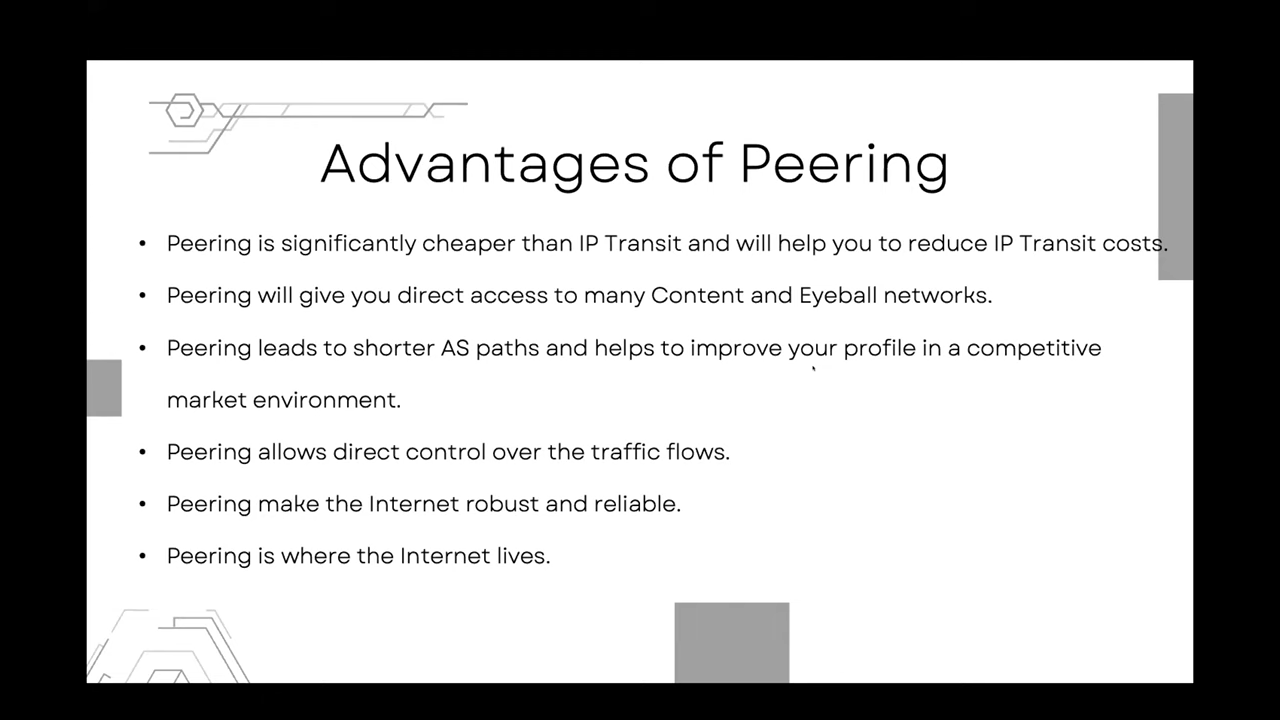 Advantages of Peering
• Peering is significantly cheaper than IP Transit and will help you to reduce IP Transit costs.
• Peering will give you direct access to many Content and Eyeball networks.
• Peering leads to shorter AS paths and helps to improve your profile in a competitive
market environment.
• Peering allows direct control over the traffic flows.
• Peering make the Internet robust and reliable.
• Peering is where the Internet lives.